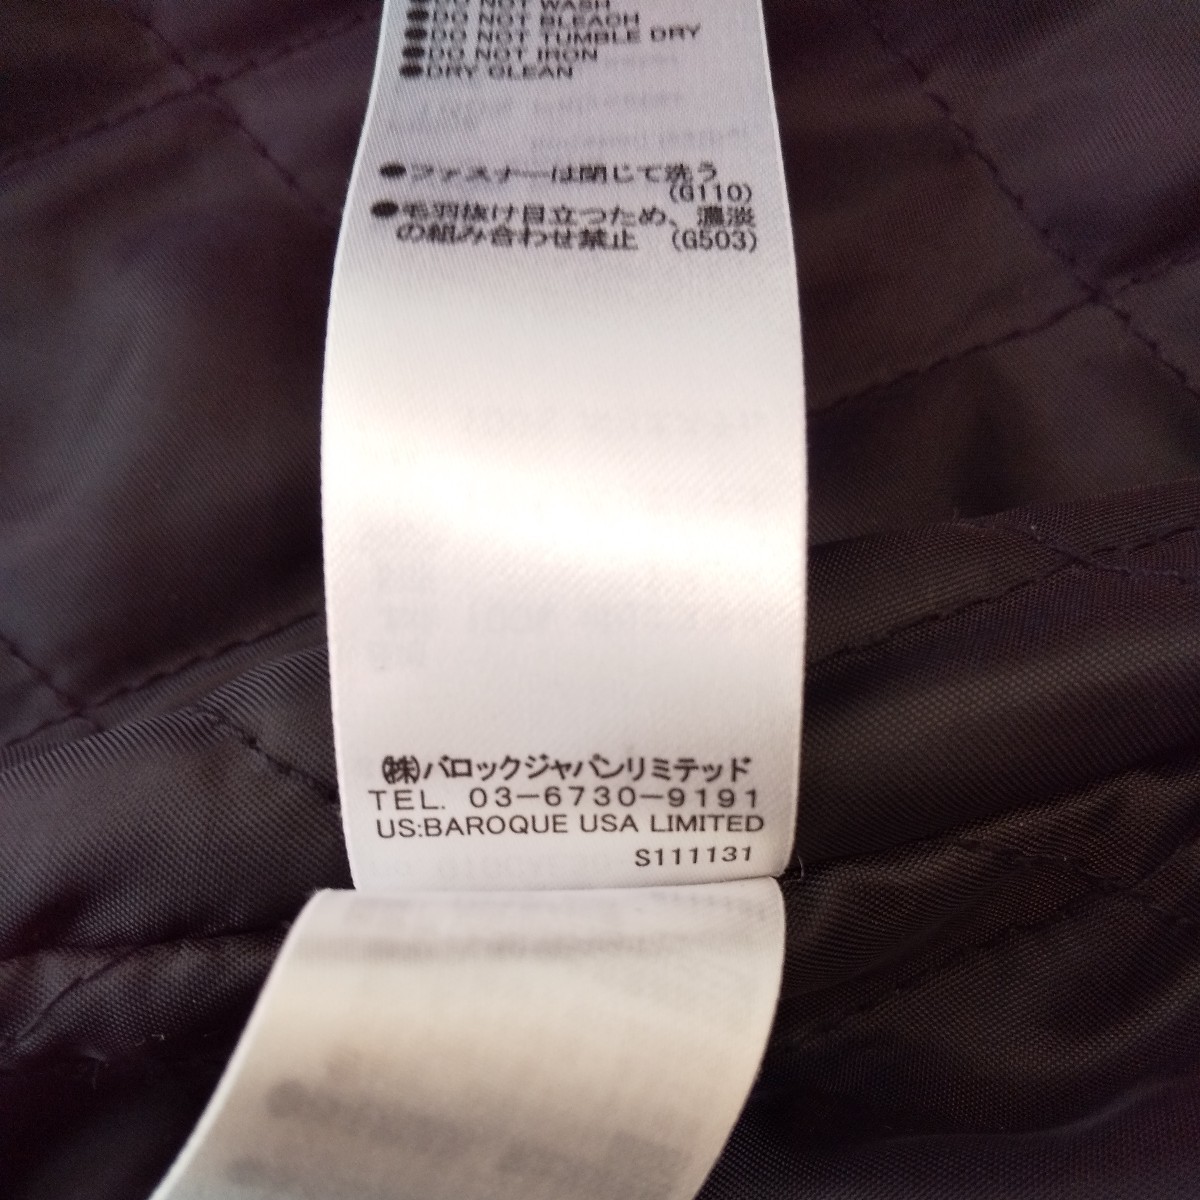 ●DO NOT WASH
●DO NOT BLEACH
●DO NOT TUMBLE DRY
●DO NOT IRON
●DRY CLEAN
●ファスナーは閉じて洗う
(G110)
●毛羽抜け目立つため、濃淡
の組み合わせ禁止 (G503)
㈱バロックジャパンリミテッド
TEL. 03-6730-9191
US:BAROQUE USA LIMITED
S111131